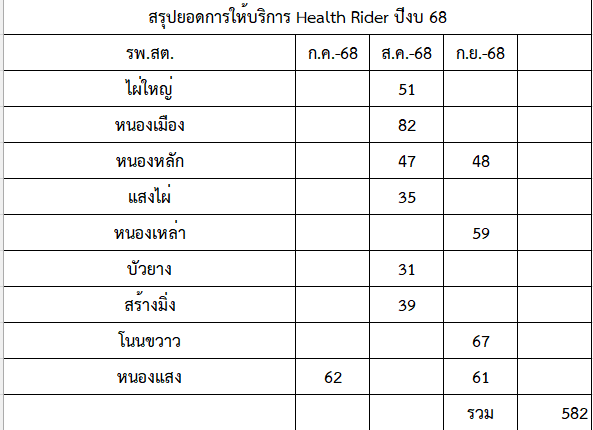 สรุปยอดการให้บริการ Health Rider ปีงบ 68
รพ.สต. ก.ค.-68 ส.ค.-68 ก.ย.-68
ไผ่ใหญ่ 51
หนองเมือง 82
หนองหลัก 47 48
แสงไผ่ 35
หนองเหล่า 59
บัวยาง 31
สร้างมิ่ง 39
โนนขวาว 67
หนองแสง 62 61
รวม 582